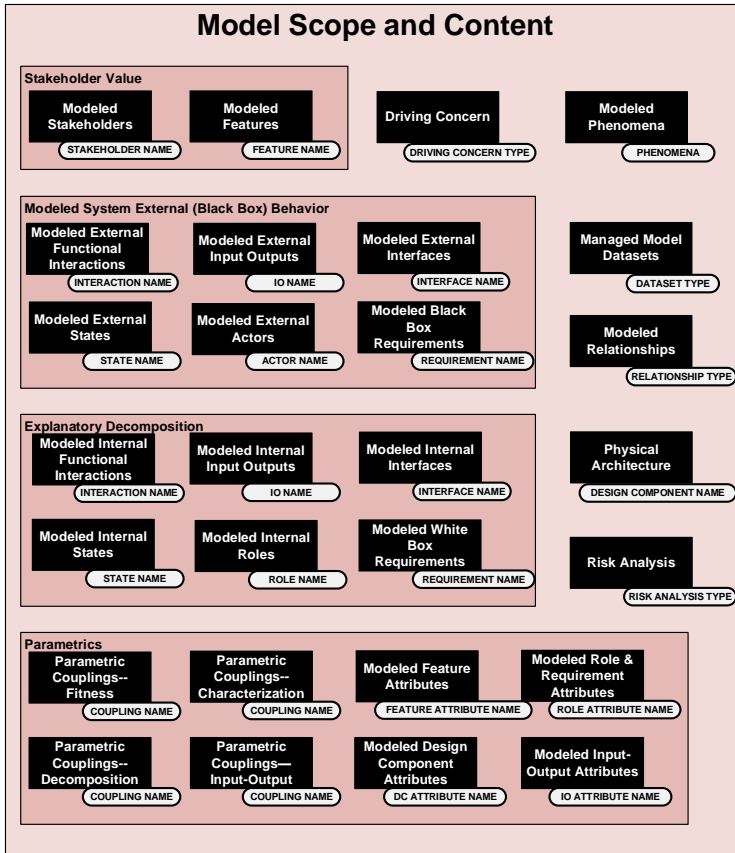 Model Scope and Content
Stakeholder Value
Modeled
Stakeholders
STAKEHOLDER NAME
Modeled
Features
FEATURE NAME
Driving Concern
DRIVING CONCERN TYPE
Modeled
Phenomena
PHENOMENA
Modeled System External (Black Box) Behavior
Modeled External
Functional
Interactions
INTERACTION NAME
Modeled External
Input Outputs
IO NAME
Modeled External
Interfaces
INTERFACE NAME
Managed Model
Datasets
DATASET TYPE
Modeled External
States
STATE NAME
Modeled External
Actors
ACTOR NAME
Modeled Black
Box
Requirements
REQUIREMENT NAME
Modeled
Relationships
RELATIONSHIP TYPE
Explanatory Decomposition
Modeled Internal
Functional
Interactions
INTERACTION NAME
Modeled Internal
Input Outputs
IO NAME
Modeled Internal
Interfaces
INTERFACE NAME
Physical
Architecture
DESIGN COMPONENT NAME
Modeled Internal
States
STATE NAME
Modeled Internal
Roles
ROLE NAME
Modeled White
Box
Requirements
REQUIREMENT NAME
Risk Analysis
RISK ANALYSIS TYPE
Parametrics
Parametric
Couplings--
Fitness
COUPLING NAME
Parametric
Couplings--
Characterization
COUPLING NAME
Modeled Feature
Attributes
FEATURE ATTRIBUTE NAME
Modeled Role &
Requirement
Attributes
ROLE ATTRIBUTE NAME
Parametric
Couplings--
Decomposition
COUPLING NAME
Parametric
Couplings—
Input-Output
COUPLING NAME
Modeled Design
Component
Attributes
DC ATTRIBUTE NAME
Modeled Input-
Output Attributes
IO ATTRIBUTE NAME